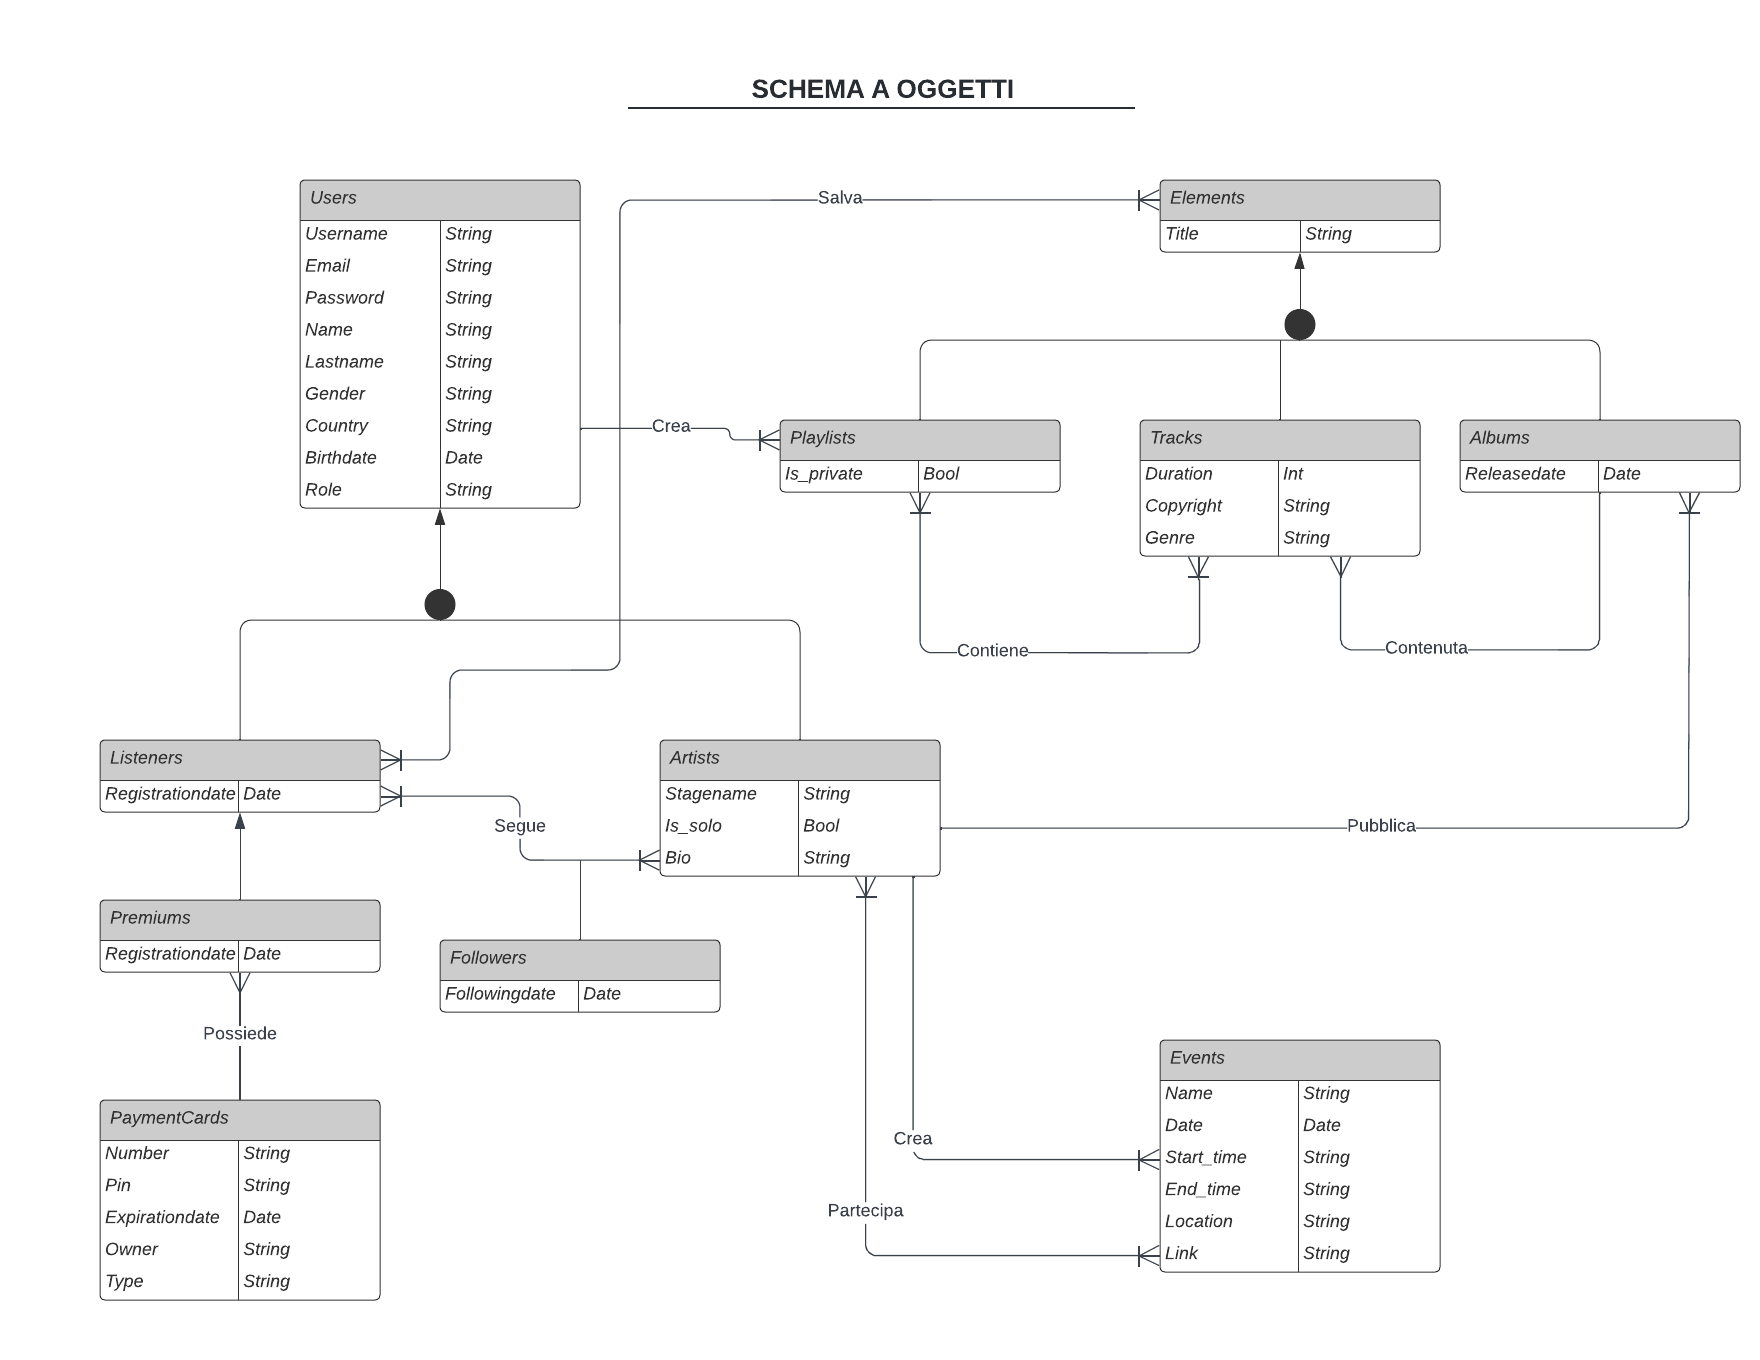 SCHEMA A OGGETTI
Users
Username String
Email String
Password String
Name String
Lastname String
Gender String
Country String
Birthdate Date
Role String
Salva
Elements
Title String
Crea
Playlists
Is_private Bool
Tracks
Duration Int
Copyright String
Genre String
Albums
Releasedate Date
Contiene
Contenuta
Listeners
Registrationdate Date
Segue
Artists
Stagename String
Is_solo Bool
Bio String
Pubblica
Premiums
Registrationdate Date
Followers
Followingdate Date
Possiede
PaymentCards
Number String
Pin String
Expirationdate Date
Owner String
Type String
Crea
Partecipa
Events
Name String
Date Date
Start_time String
End_time String
Location String
Link String